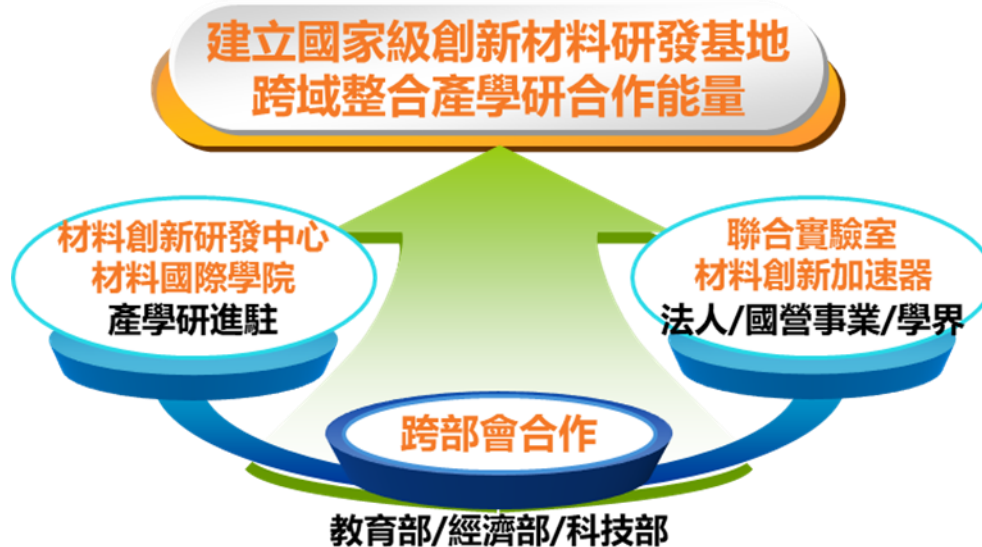 建立國家級創新材料研發基地
跨域整合產學研合作能量
材料創新研發中心
材料國際學院
產學研進駐
聯合實驗室
材料創新加速器
法人/國營事業/學界
跨部會合作
教育部/經濟部/科技部